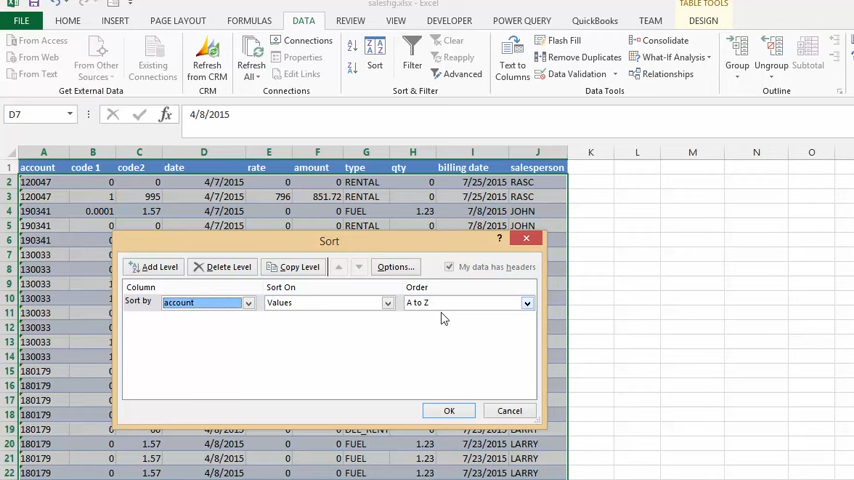 saleshg.xlsx - Excel
TABLE TOOLS
FILE HOME INSERT PAGE LAYOUT FORMULAS DATA REVIEW VIEW DEVELOPER POWER QUERY QuickBooks TEAM DESIGN
From Access
From Web
From Text
From Other Sources
Existing Connections
Get External Data
Refresh from CRM
Refresh All
Connections
Properties
Edit Links
Connections
Sort
Filter
Clear
Reapply
Advanced
Sort & Filter
Text to Columns
Flash Fill
Remove Duplicates
Data Validation
Consolidate
What-If Analysis
Relationships
Data Tools
Group
Ungroup
Subtotal
Outline
D7 fx 4/8/2015
A B C D E F G H I J K L M N O
1 account code 1 code2 date rate amount type qty billing date salesperson
2 120047 0 0 4/7/2015 0 0 RENTAL 0 7/25/2015 RASC
3 120047 1 995 4/7/2015 796 851.72 RENTAL 0 7/25/2015 RASC
4 190341 0.0001 1.57 4/7/2015 0 0 FUEL 1.23 7/8/2015 JOHN
5 190341 0 0 4/7/2015 0 0 RENTAL 0 7/8/2015 JOHN
6 190341
7 130033
8 130033
9 130033
10 130033
11 130033
12 130033
13 130033
14 130033
15 180179
16 180179
17 180179
18 180179
19 180179
20 180179 0 1.57 4/8/2015 0 0 FUEL 1.23 7/23/2015 LARRY
21 180179 0 1.57 4/8/2015 0 0 FUEL 1.23 7/23/2015 LARRY
22 180179 0 1.57 4/8/2015 0 0 FUEL 1.23 7/23/2015 LARRY
Sort ?
Add Level Delete Level Copy Level Options... My data has headers
Column Sort On Order
Sort by account Values A to Z
OK Cancel